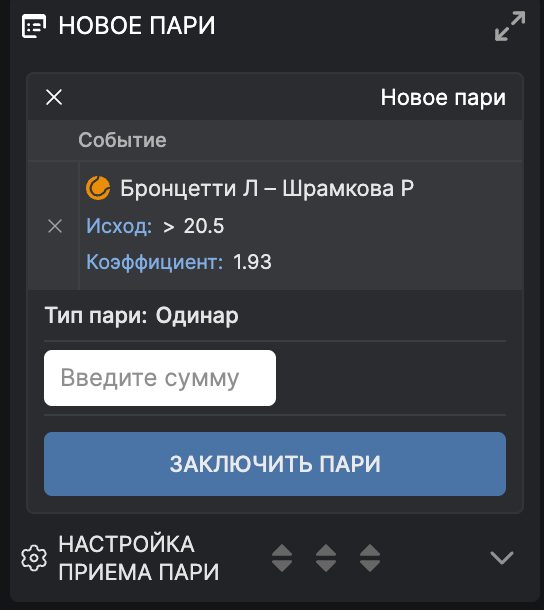 НОВОЕ ПАРИ
Новое пари
Событие
Бронцетти Л – Шрамкова Р
Исход: > 20.5
Коэффициент: 1.93
Тип пари: Одинар
Введите сумму
ЗАКЛЮЧИТЬ ПАРИ
НАСТРОЙКА
ПРИЕМА ПАРИ